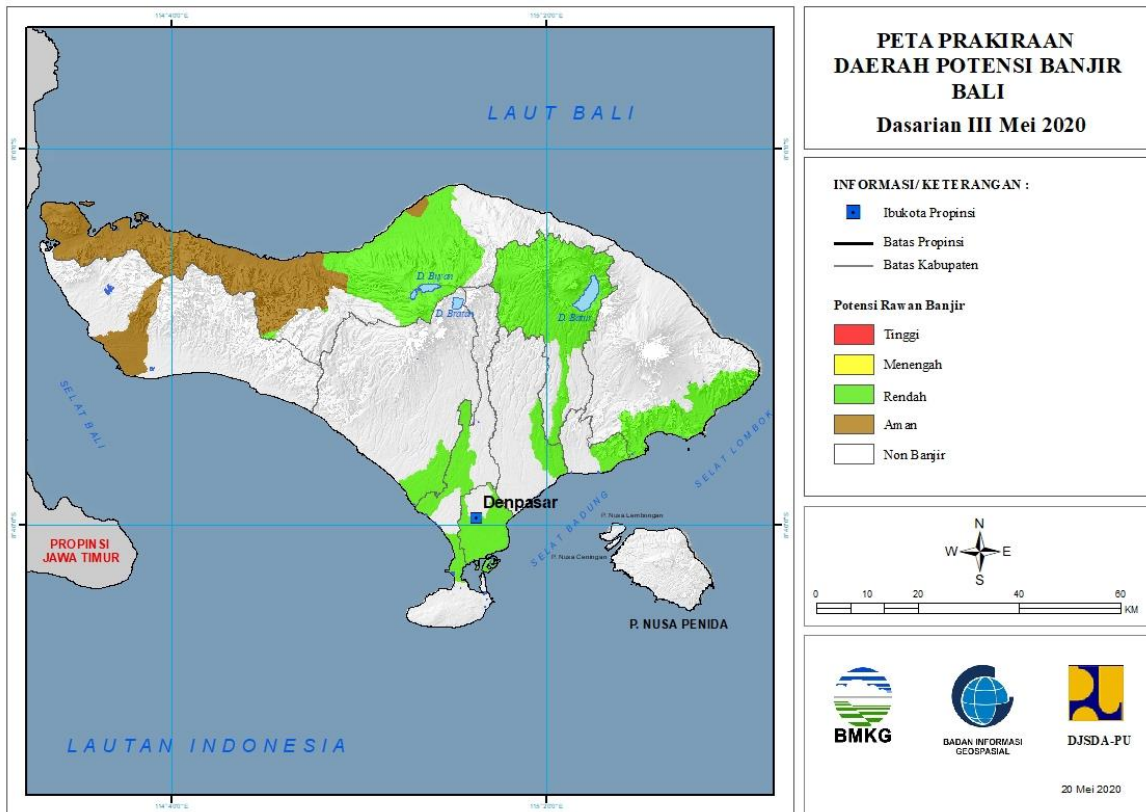 PETA PRAKIRAAN
DAERAH POTENSI BANJIR
BALI
Dasarian III Mei 2020
INFORMASI/ KETERANGAN :
Ibukota Propinsi
Batas Propinsi
Batas Kabupaten
Potensi Rawan Banjir
Tinggi
Menengah
Rendah
Aman
Non Banjir
N
W E
S
0 20 40 60
KM
BMKG
BADAN INFORMASI
GEOSPASIAL
DJSDA-PU
20 Mei 2020
LAUT BALI
D. Buyan
D. Bratan
D. Batur
SELAT BALI
SELAT LOMBOK
Denpasar
SELAT BADUNG
P. Nusa Lembongan
P. Nusa Ceningan
PROPINSI
JAWA TIMUR
P. NUSA PENIDA
LAUTAN INDONESIA